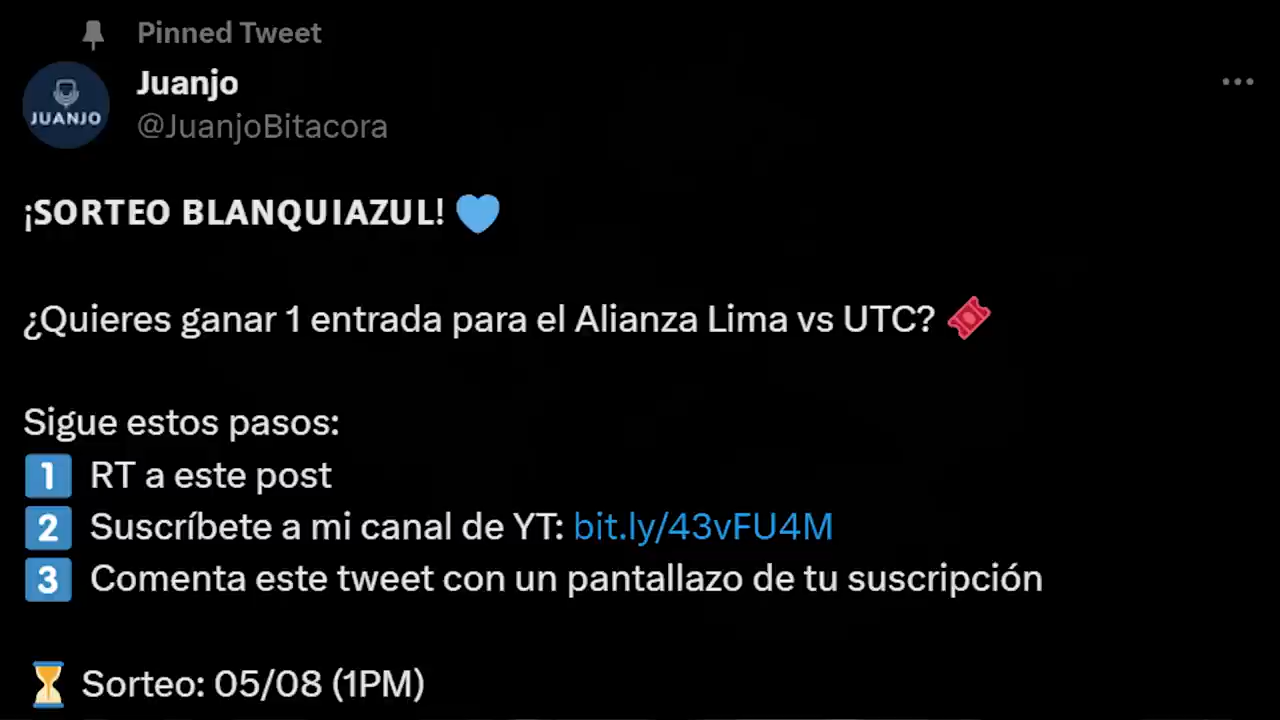 Pinned Tweet
Juanjo
JUANJO
@JuanjoBitacora
¡SORTEO BLANQUIAZUL! 💙
¿Quieres ganar 1 entrada para el Alianza Lima vs UTC? 🎟️
Sigue estos pasos:
1️⃣ RT a este post
2️⃣ Suscríbete a mi canal de YT: bit.ly/43vFU4M
3️⃣ Comenta este tweet con un pantallazo de tu suscripción
⏳ Sorteo: 05/08 (1PM)